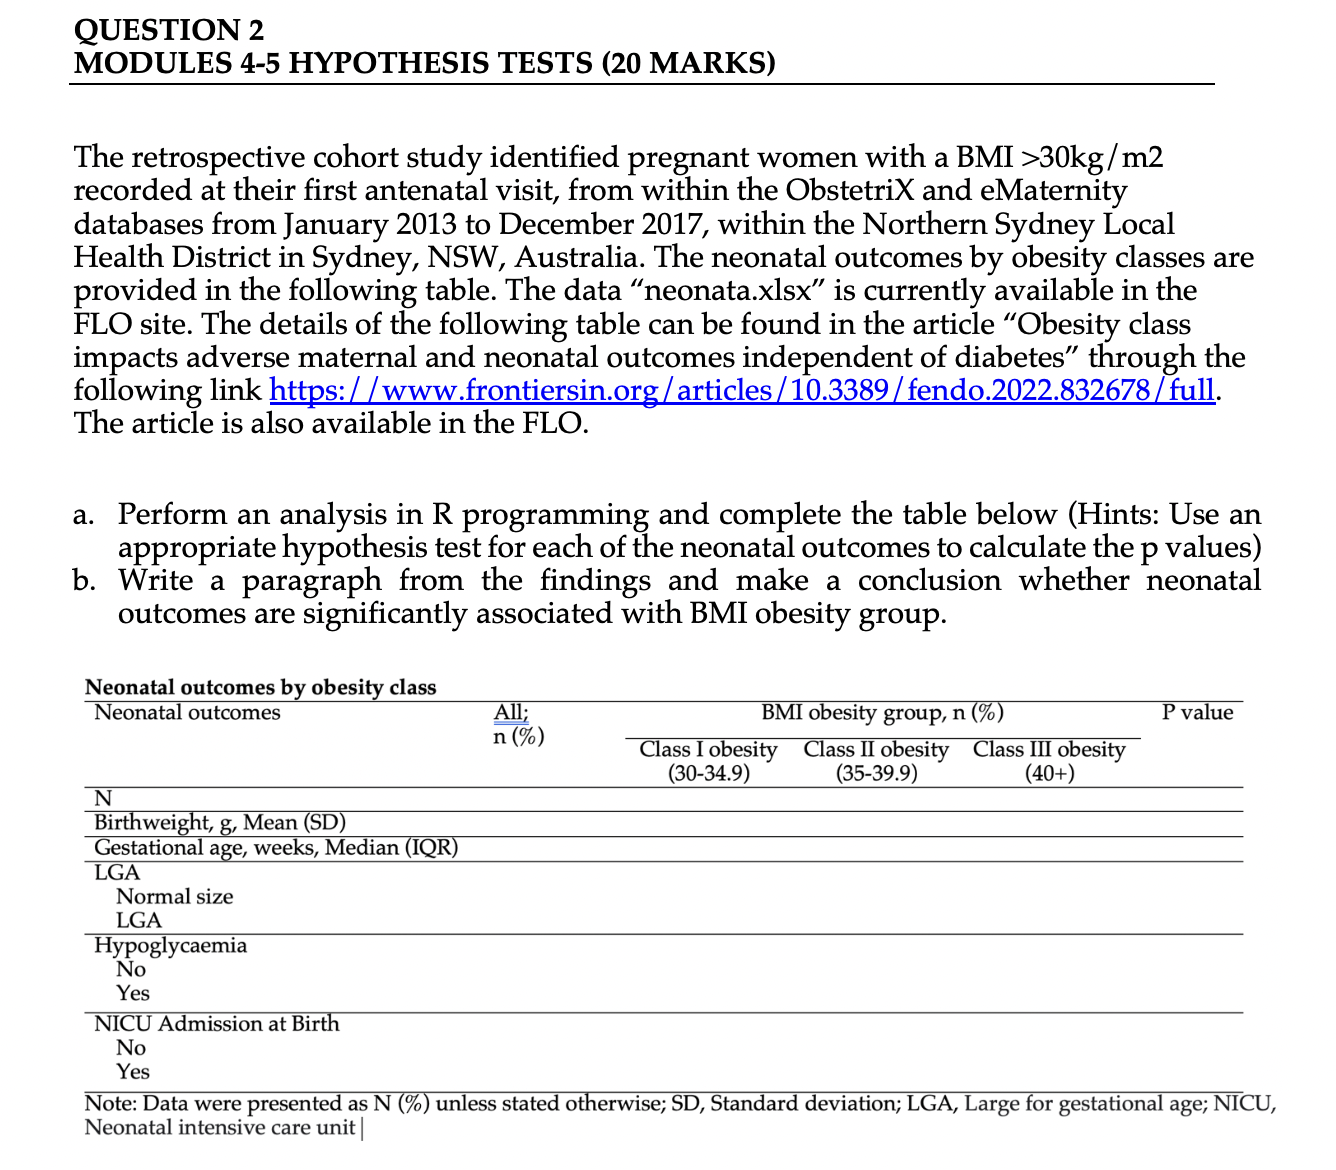 QUESTION 2
MODULES 4-5 HYPOTHESIS TESTS (20 MARKS)
The retrospective cohort study identified pregnant women with a BMI >30kg/m2
recorded at their first antenatal visit, from within the ObstetriX and eMaternity
databases from January 2013 to December 2017, within the Northern Sydney Local
Health District in Sydney, NSW, Australia. The neonatal outcomes by obesity classes are
provided in the following table. The data “neonata.xlsx” is currently available in the
FLO site. The details of the following table can be found in the article “Obesity class
impacts adverse maternal and neonatal outcomes independent of diabetes” through the
following link https://www.frontiersin.org/articles/10.3389/fendo.2022.832678/full.
The article is also available in the FLO.
a. Perform an analysis in R programming and complete the table below (Hints: Use an
appropriate hypothesis test for each of the neonatal outcomes to calculate the p values)
b. Write a paragraph from the findings and make a conclusion whether neonatal
outcomes are significantly associated with BMI obesity group.
Neonatal outcomes by obesity class
Neonatal outcomes All; BMI obesity group, n (%) P value
n (%)
Class I obesity Class II obesity Class III obesity
(30-34.9) (35-39.9) (40+)
N
Birthweight, g, Mean (SD)
Gestational age, weeks, Median (IQR)
LGA
Normal size
LGA
Hypoglycaemia
No
Yes
NICU Admission at Birth
No
Yes
Note: Data were presented as N (%) unless stated otherwise; SD, Standard deviation; LGA, Large for gestational age; NICU,
Neonatal intensive care unit